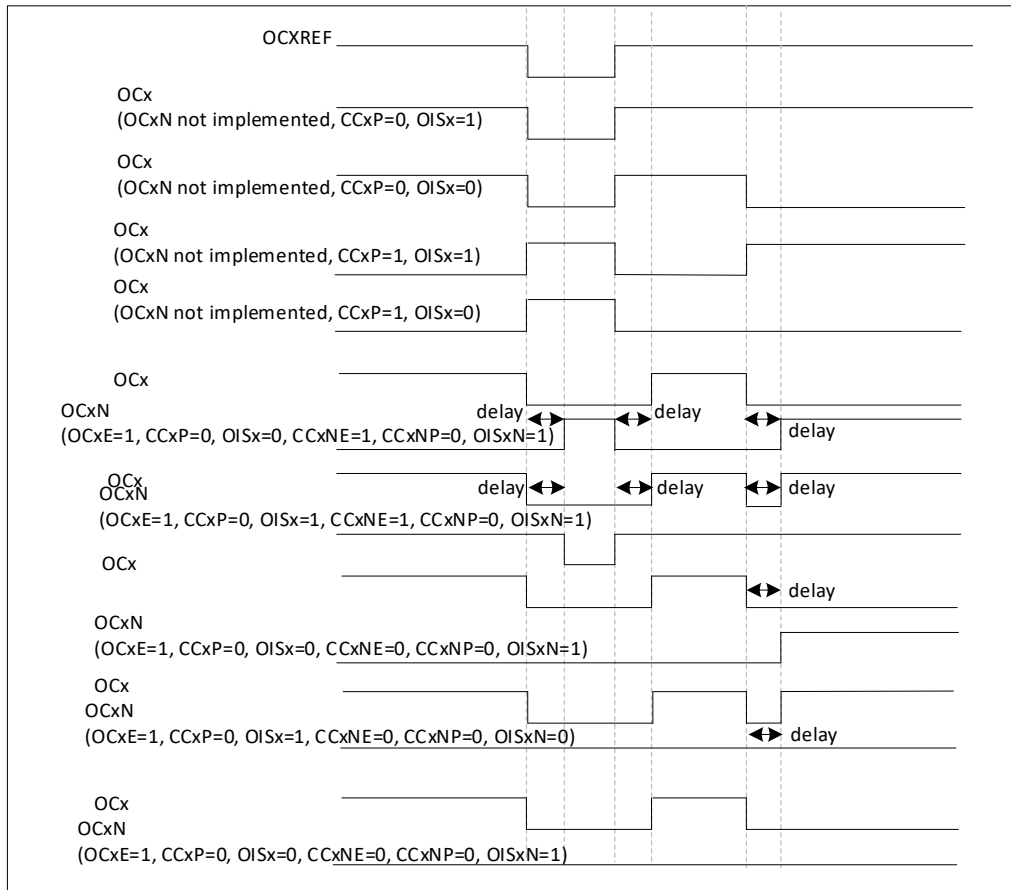 OCXREF
OCx
(OCxN not implemented, CCxP=0, OISx=1)
OCx
(OCxN not implemented, CCxP=0, OISx=0)
OCx
(OCxN not implemented, CCxP=1, OISx=1)
OCx
(OCxN not implemented, CCxP=1, OISx=0)
OCx
OCxN
delay
delay
delay
(OCxE=1, CCxP=0, OISx=0, CCxNE=1, CCxNP=0, OISxN=1)
OCx
delay
delay
delay
OCxN
(OCxE=1, CCxP=0, OISx=1, CCxNE=1, CCxNP=0, OISxN=1)
OCx
delay
OCxN
(OCxE=1, CCxP=0, OISx=0, CCxNE=0, CCxNP=0, OISxN=1)
OCx
OCxN
(OCxE=1, CCxP=0, OISx=1, CCxNE=0, CCxNP=0, OISxN=0)
delay
OCx
OCxN
(OCxE=1, CCxP=0, OISx=0, CCxNE=0, CCxNP=0, OISxN=1)